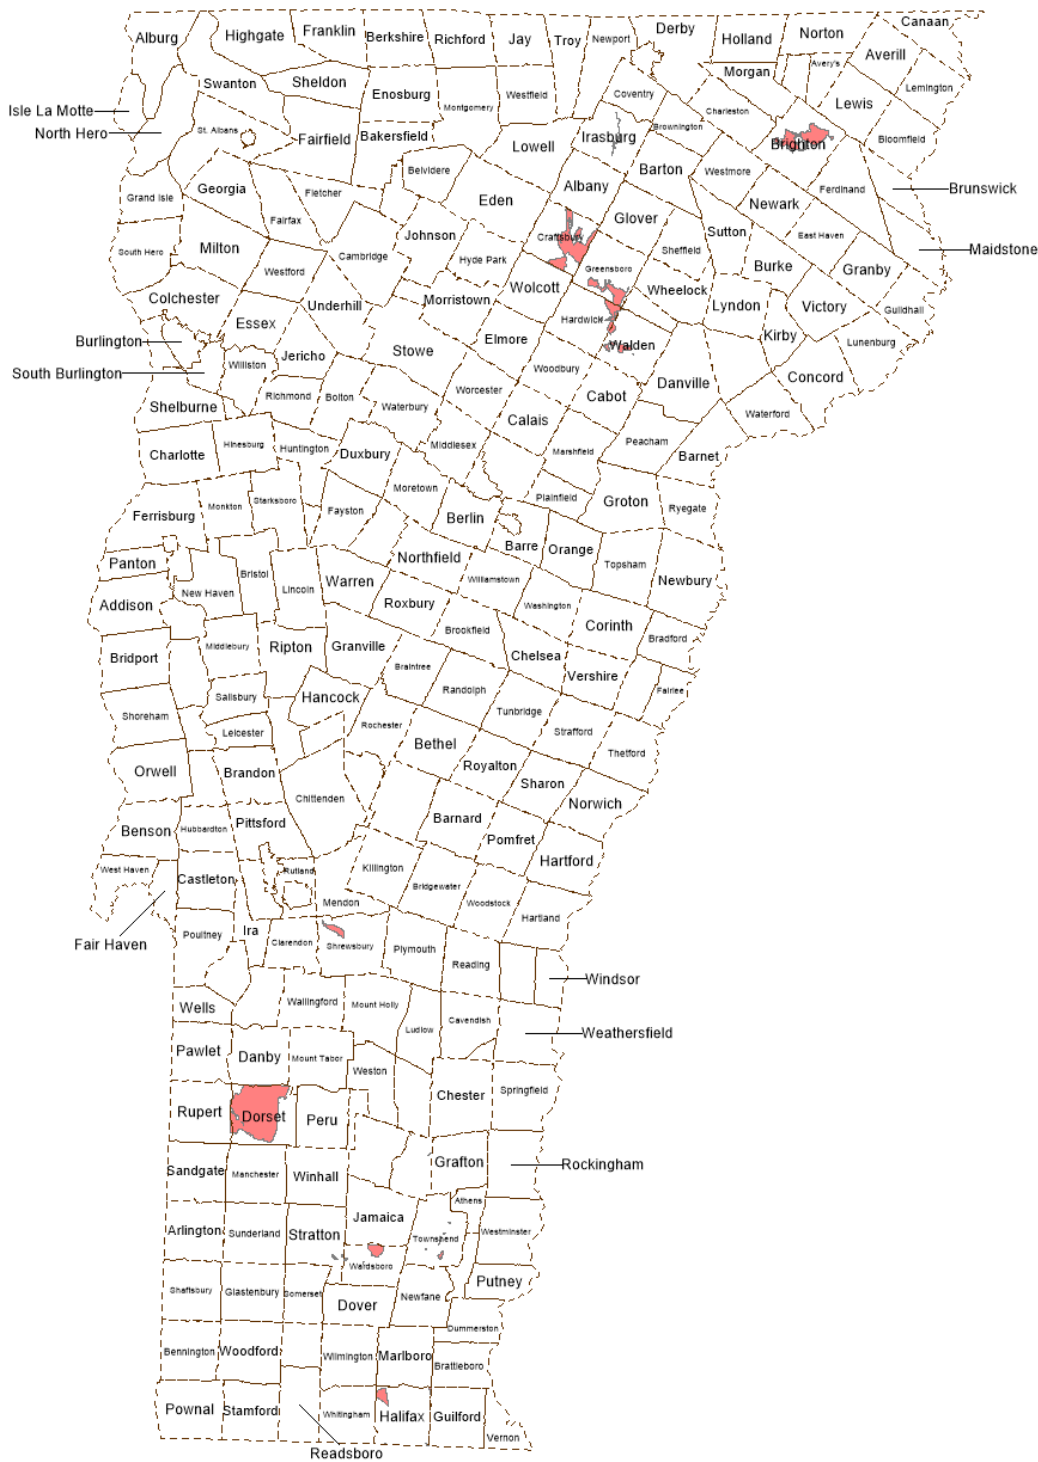 Alburg
Highgate
Franklin
Berkshire
Richford
Jay
Troy
Newport
Derby
Holland
Norton
Canaan
Averill
Avery's
Morgan
Swanton
Sheldon
Enosburg
Montgomery
Westfield
Coventry
Charleston
Lewis
Lemington
Isle La Motte
North Hero
St. Albans
Fairfield
Bakersfield
Lowell
Irasburg
Brownington
Brighton
Bloomfield
Belvidere
Barton
Westmore
Ferdinand
Brunswick
Grand Isle
Georgia
Fletcher
Eden
Albany
Newark
Fairfax
Glover
Sutton
East Haven
Maidstone
South Hero
Milton
Cambridge
Johnson
Hyde Park
Craftsbury
Sheffield
Westford
Greensboro
Burke
Granby
Colchester
Underhill
Morristown
Wolcott
Wheelock
Lyndon
Victory
Guildhall
Essex
Hardwick
Kirby
Burlington
Jericho
Stowe
Elmore
Walden
Lunenburg
South Burlington
Williston
Woodbury
Danville
Concord
Richmond
Bolton
Worcester
Cabot
Shelburne
Waterbury
Calais
Waterford
Charlotte
Hinesburg
Huntington
Duxbury
Middlesex
Marshfield
Peacham
Barnet
Moretown
Plainfield
Groton
Ryegate
Ferrisburg
Monkton
Starksboro
Fayston
Berlin
Barre
Orange
Topsham
Panton
Northfield
Williamstown
Newbury
New Haven
Bristol
Lincoln
Warren
Addison
Roxbury
Washington
Corinth
Bradford
Bridport
Middlebury
Ripton
Granville
Brookfield
Chelsea
Braintree
Vershire
Randolph
Fairlee
Salisbury
Hancock
Shoreham
Rochester
Tunbridge
Strafford
Leicester
Bethel
Thetford
Orwell
Brandon
Royalton
Chittenden
Sharon
Norwich
Benson
Hubbardton
Pittsford
Barnard
Pomfret
Hartford
West Haven
Castleton
Rutland
Killington
Bridgewater
Mendon
Woodstock
Hartland
Fair Haven
Poultney
Ira
Clarendon
Shrewsbury
Plymouth
Reading
Windsor
Wells
Wallingford
Mount Holly
Ludlow
Cavendish
Weathersfield
Pawlet
Danby
Mount Tabor
Weston
Chester
Springfield
Rupert
Dorset
Peru
Sandgate
Manchester
Winhall
Grafton
Rockingham
Athens
Jamaica
Arlington
Sunderland
Stratton
Townshend
Westminster
Wardsboro
Putney
Shaftsbury
Glastenbury
Somerset
Dover
Newfane
Dummerston
Bennington
Woodford
Wilmington
Marlboro
Brattleboro
Pownal
Stamford
Whitingham
Halifax
Guilford
Vernon
Readsboro